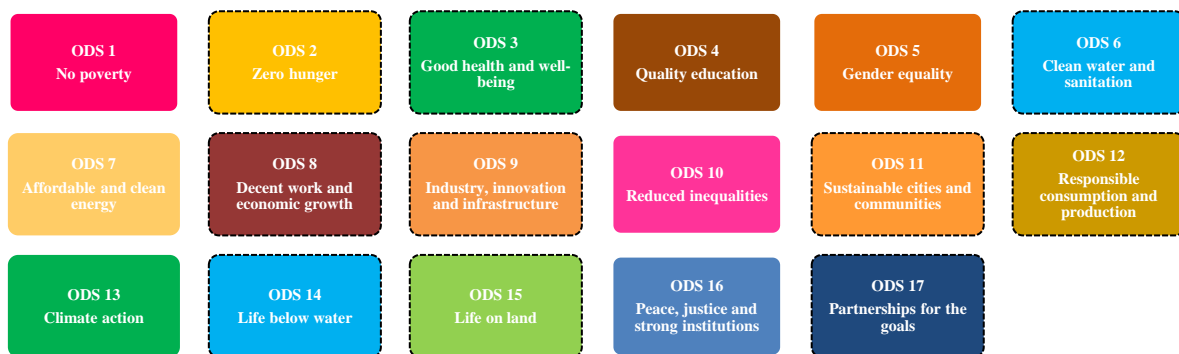 ODS 1
No poverty
ODS 2
Zero hunger
ODS 3
Good health and well-
being
ODS 4
Quality education
ODS 5
Gender equality
ODS 6
Clean water and
sanitation
ODS 7
Affordable and clean
energy
ODS 8
Decent work and
economic growth
ODS 9
Industry, innovation
and infrastructure
ODS 10
Reduced inequalities
ODS 11
Sustainable cities and
communities
ODS 12
Responsible
consumption and
production
ODS 13
Climate action
ODS 14
Life below water
ODS 15
Life on land
ODS 16
Peace, justice and
strong institutions
ODS 17
Partnerships for the
goals